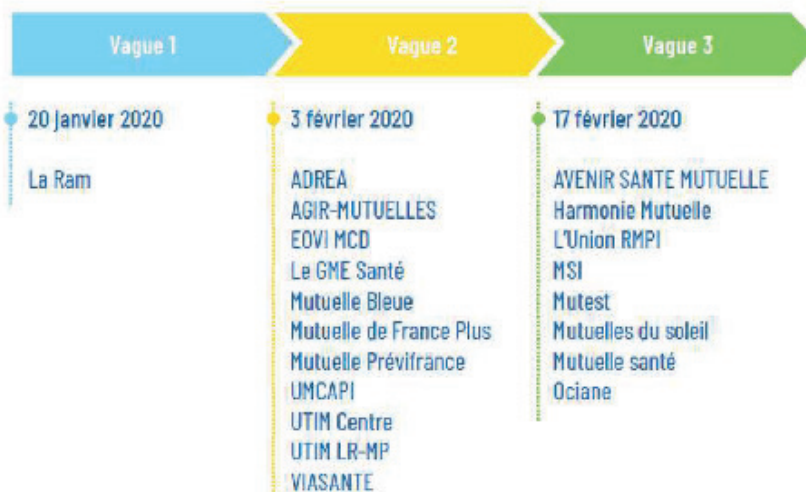 Vague 1
Vague 2
Vague 3
20 janvier 2020
La Ram
3 février 2020
ADREA
AGIR-MUTUELLES
EOVI MCD
Le GME Santé
Mutuelle Bleue
Mutuelle de France Plus
Mutuelle Prévifrance
UMCAPI
UTIM Centre
UTIM LR-MP
VIASANTE
17 février 2020
AVENIR SANTE MUTUELLE
Harmonie Mutuelle
L'Union RMPI
MSI
Mutest
Mutuelles du soleil
Mutuelle santé
Ociane